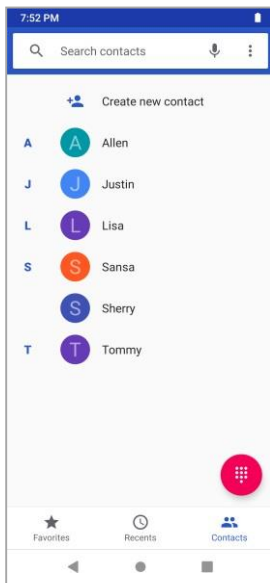 7:52 PM
Search contacts
Create new contact
A A Allen
J J Justin
L L Lisa
S S Sansa
S Sherry
T T Tommy
Favorites Recents Contacts